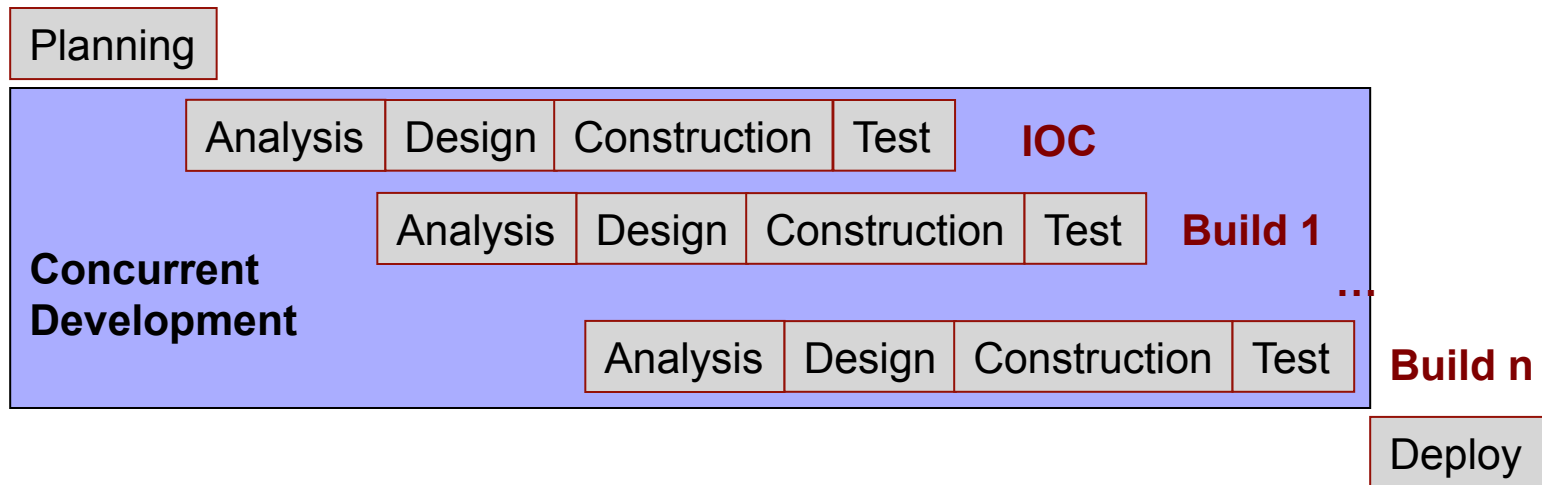 Planning
Analysis Design Construction Test IOC
Analysis Design Construction Test Build 1
Concurrent
Development
...
Analysis Design Construction Test Build n
Deploy